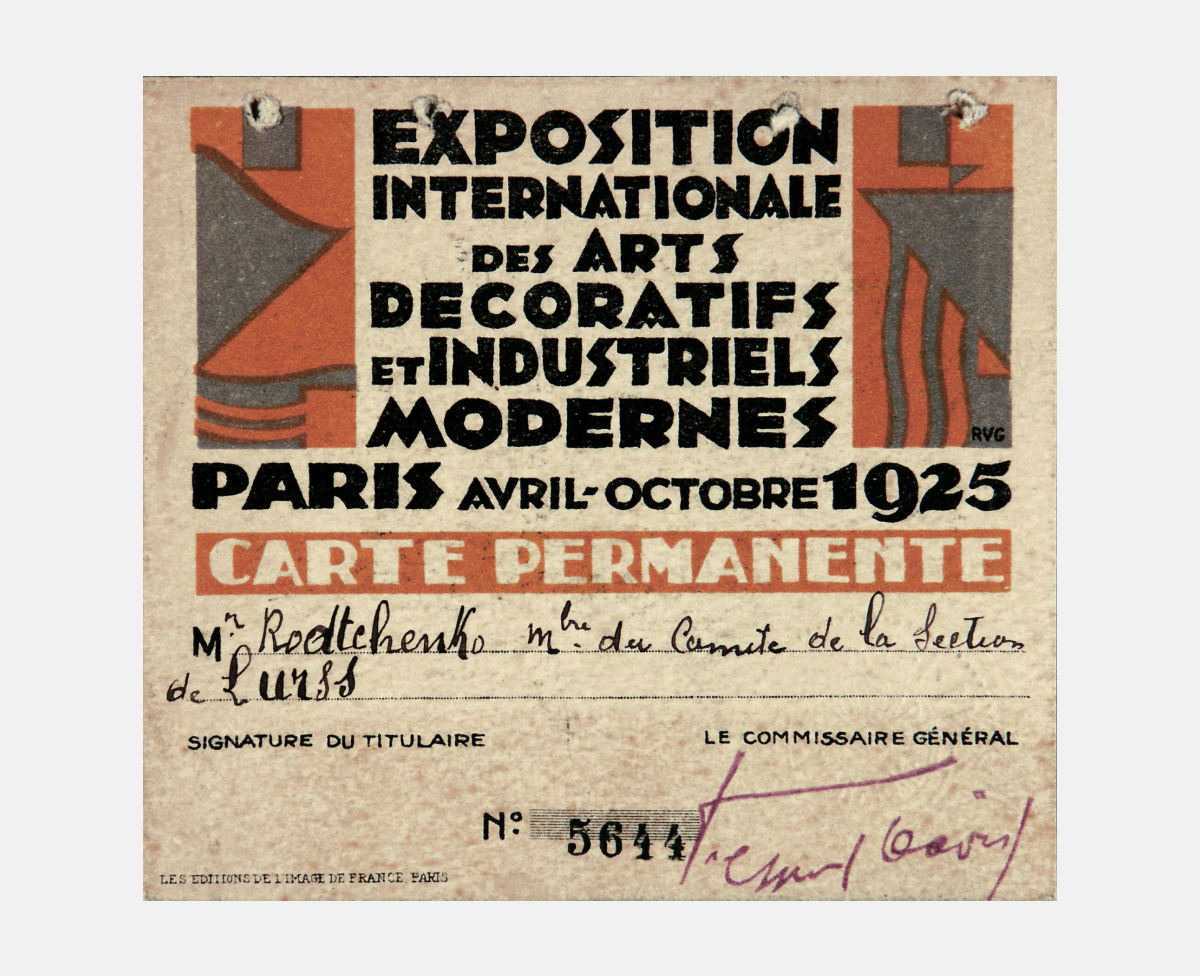 EXPOSITION
INTERNATIONALE
DES ARTS
DECORATIFS
ET INDUSTRIELS
MODERNES
RVG
PARIS AVRIL-OCTOBRE 1925
CARTE PERMANENTE
Mr. Rodtchenko Mbre du Comite de la Section
de L'URSS
SIGNATURE DU TITULAIRE
LE COMMISSAIRE GÉNÉRAL
No: 5644
LES EDITIONS DE L'IMAGE DE FRANCE, PARIS